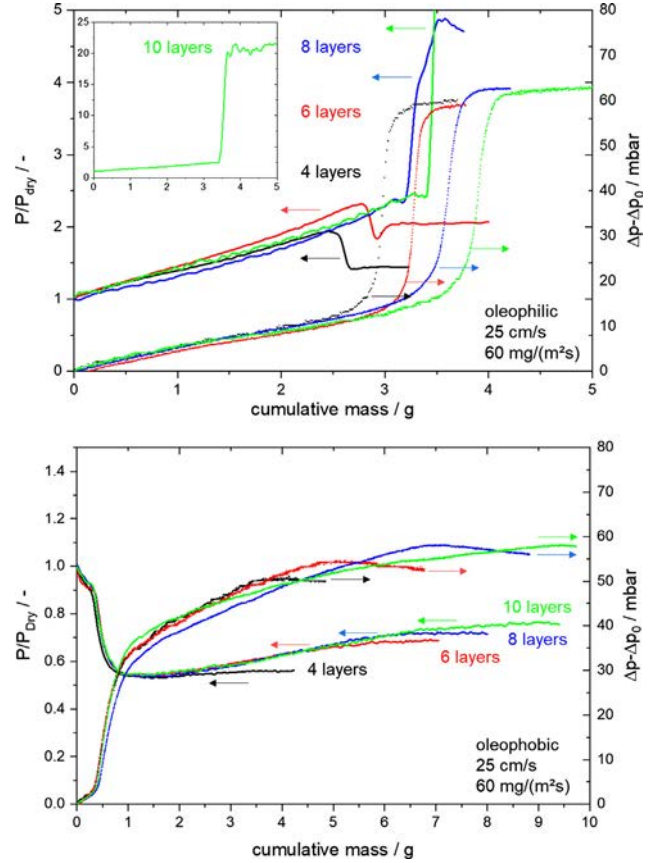 5
4
3
2
1
0
P/P_dry / -
25
20
15
10
5
0
0 1 2 3 4 5
10 layers
8 layers
6 layers
4 layers
80
70
60
50
40
30
20
10
0
Δp-Δp₀ / mbar
oleophilic
25 cm/s
60 mg/(m²s)
0 1 2 3 4 5
cumulative mass / g
1.4
1.2
1.0
0.8
0.6
0.4
0.2
0.0
P/P_Dry / -
80
70
60
50
40
30
20
10
0
Δp-Δp₀ / mbar
10 layers
8 layers
6 layers
4 layers
oleophobic
25 cm/s
60 mg/(m²s)
0 1 2 3 4 5 6 7 8 9 10
cumulative mass / g